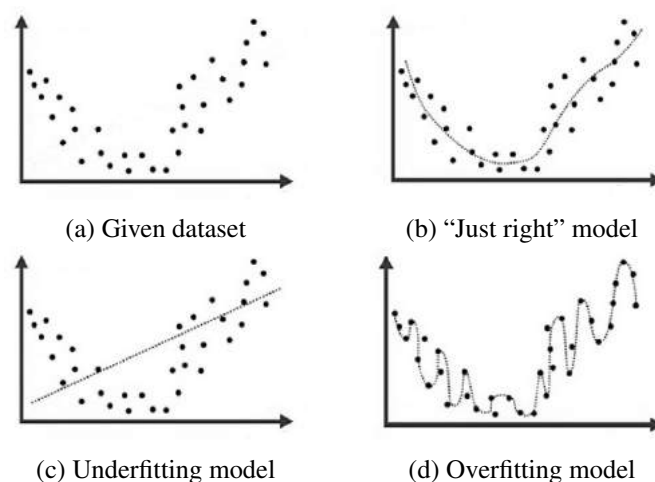 (a) Given dataset
(b) “Just right” model
(c) Underfitting model
(d) Overfitting model